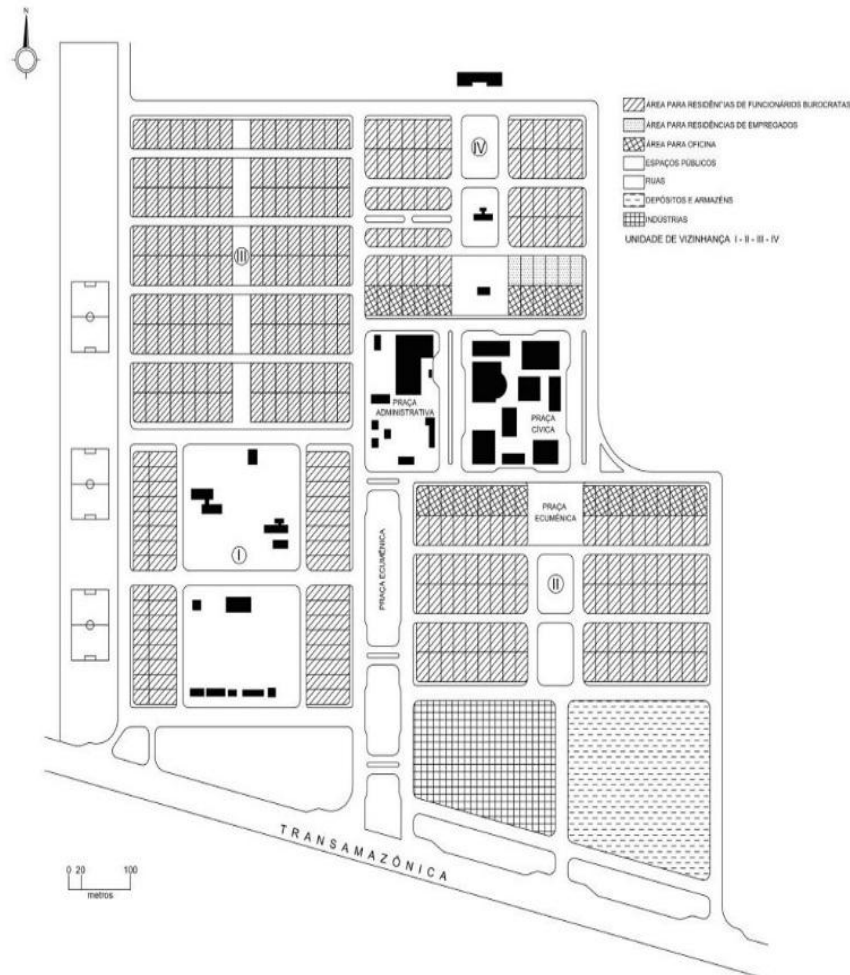 N
ÁREA PARA RESIDÊNCIAS DE FUNCIONÁRIOS BUROCRATAS
ÁREA PARA RESIDÊNCIAS DE EMPREGADOS
ÁREA PARA OFICINA
ESPAÇOS PÚBLICOS
RUAS
DEPÓSITOS E ARMAZÉNS
INDÚSTRIAS
UNIDADE DE VIZINHANÇA I - II - III - IV
IV
III
PRAÇA
ADMINISTRATIVA
PRAÇA
CÍVICA
PRAÇA
ECUMÊNICA
I
PRAÇA ECUMÊNICA
II
TRANSAMAZÔNICA
0 20 100
metros